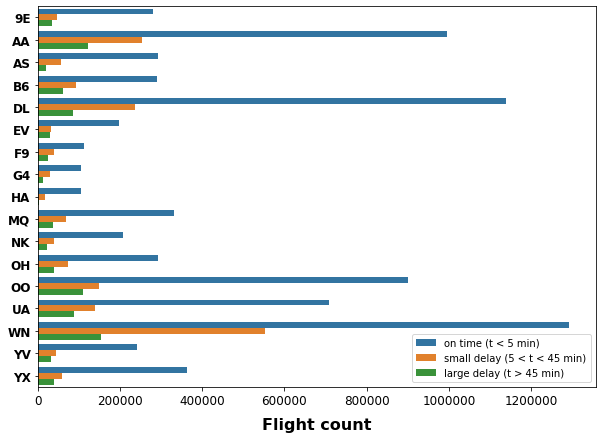 9E
AA
AS
B6
DL
EV
F9
G4
HA
MQ
NK
OH
OO
UA
WN
YV
YX
on time (t < 5 min)
small delay (5 < t < 45 min)
large delay (t > 45 min)
0 200000 400000 600000 800000 1000000 1200000
Flight count